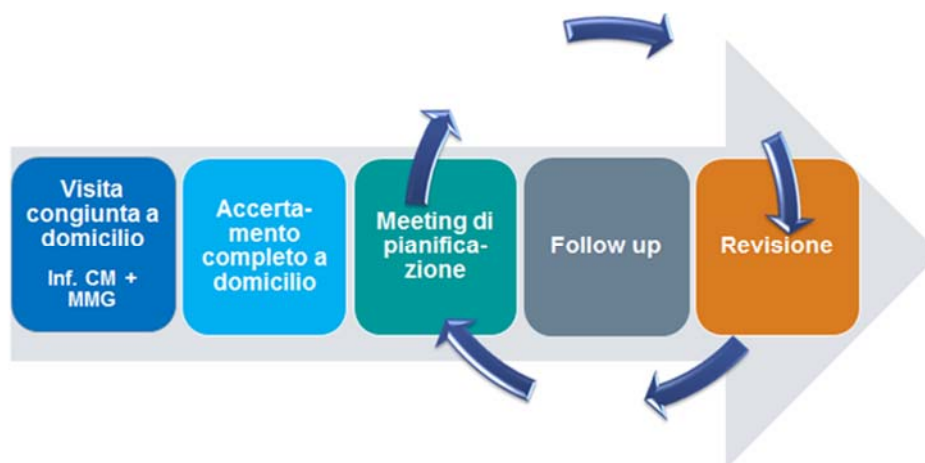 Visita
congiunta a
domicilio
Inf. CM +
MMG
Accerta-
mento
completo a
domicilio
Meeting di
pianifica-
zione
Follow up
Revisione